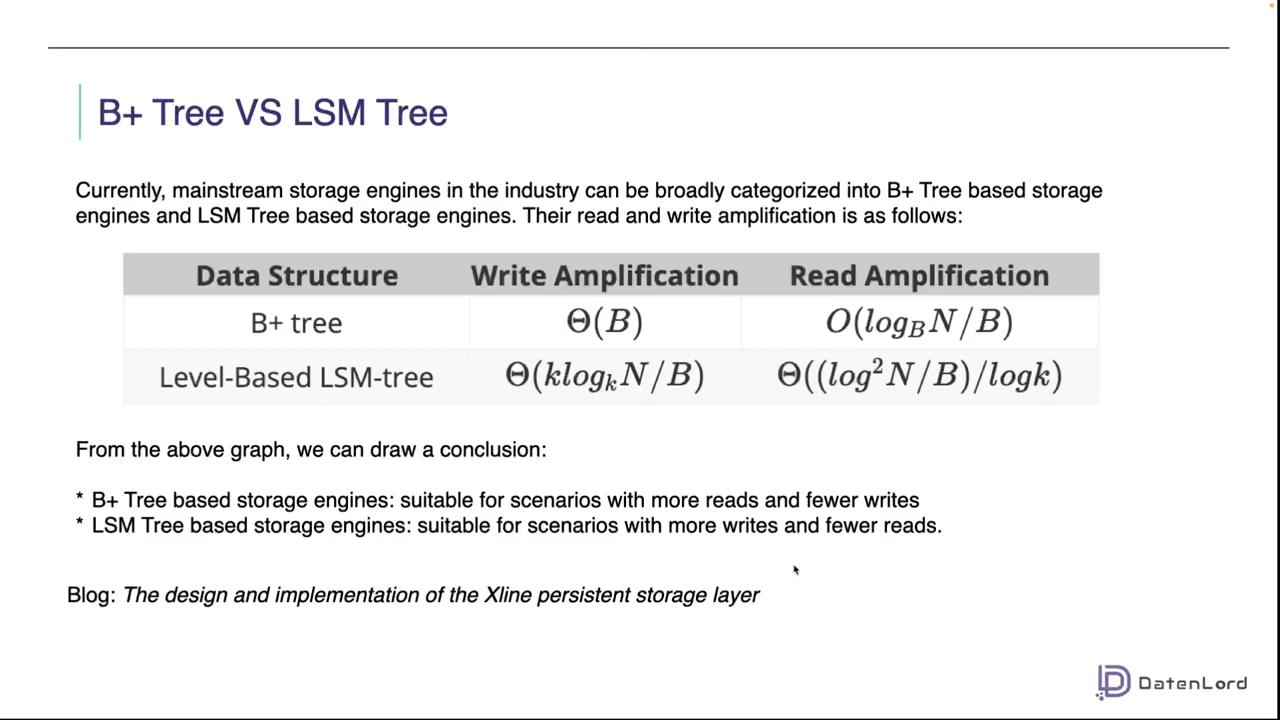 B+ Tree VS LSM Tree
Currently, mainstream storage engines in the industry can be broadly categorized into B+ Tree based storage
engines and LSM Tree based storage engines. Their read and write amplification is as follows:
Data Structure Write Amplification Read Amplification
B+ tree Θ(B) O(log_B N/B)
Level-Based LSM-tree Θ(klog_k N/B) Θ((log²N/B)/logk)
From the above graph, we can draw a conclusion:
* B+ Tree based storage engines: suitable for scenarios with more reads and fewer writes
* LSM Tree based storage engines: suitable for scenarios with more writes and fewer reads.
Blog: The design and implementation of the Xline persistent storage layer
DatenLord